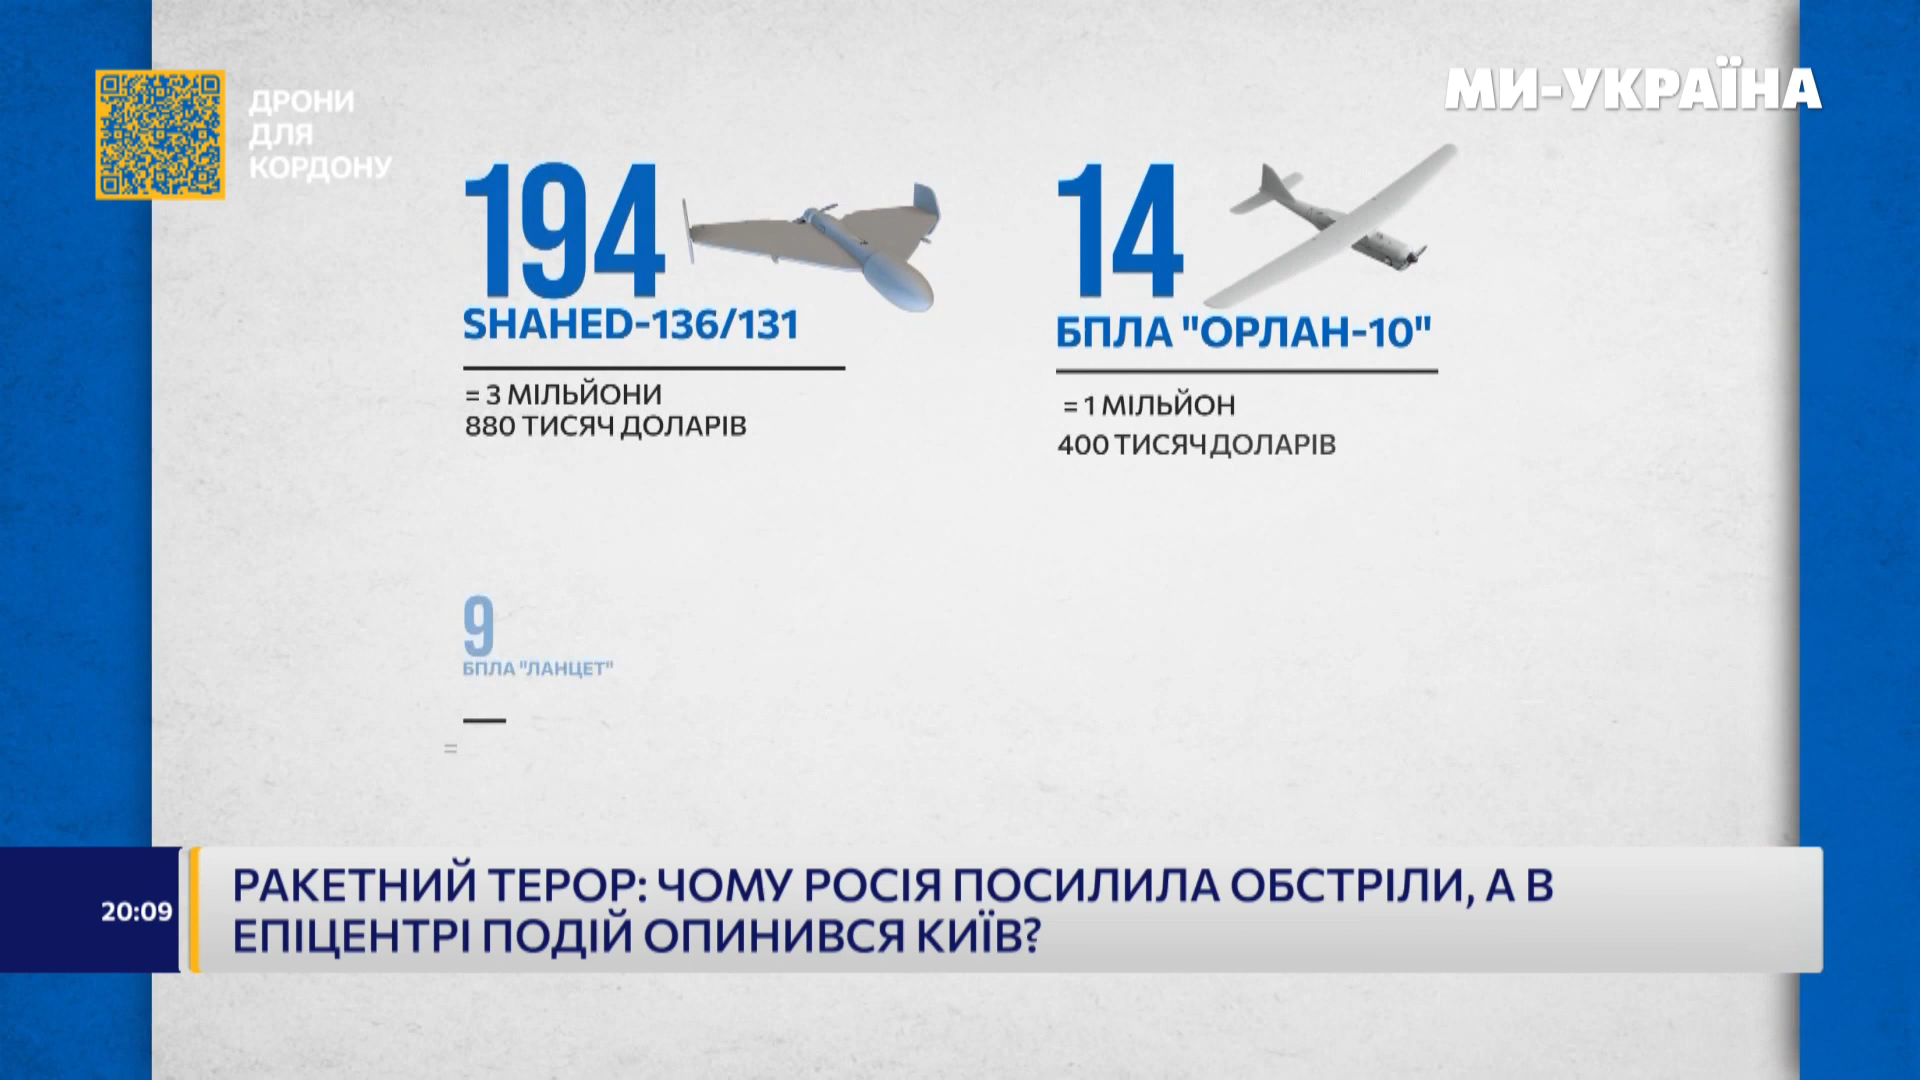 ДРОНИ
ДЛЯ
КОРДОНУ
МИ-УКРАЇНА
194
SHAHED-136/131
= 3 МІЛЬЙОНИ
880 ТИСЯЧ ДОЛАРІВ
14
БПЛА "ОРЛАН-10"
= 1 МІЛЬЙОН
400 ТИСЯЧ ДОЛАРІВ
9
БПЛА "ЛАНЦЕТ"
=
20:09
РАКЕТНИЙ ТЕРОР: ЧОМУ РОСІЯ ПОСИЛИЛА ОБСТРІЛИ, А В
ЕПІЦЕНТРІ ПОДІЙ ОПИНИВСЯ КИЇВ?